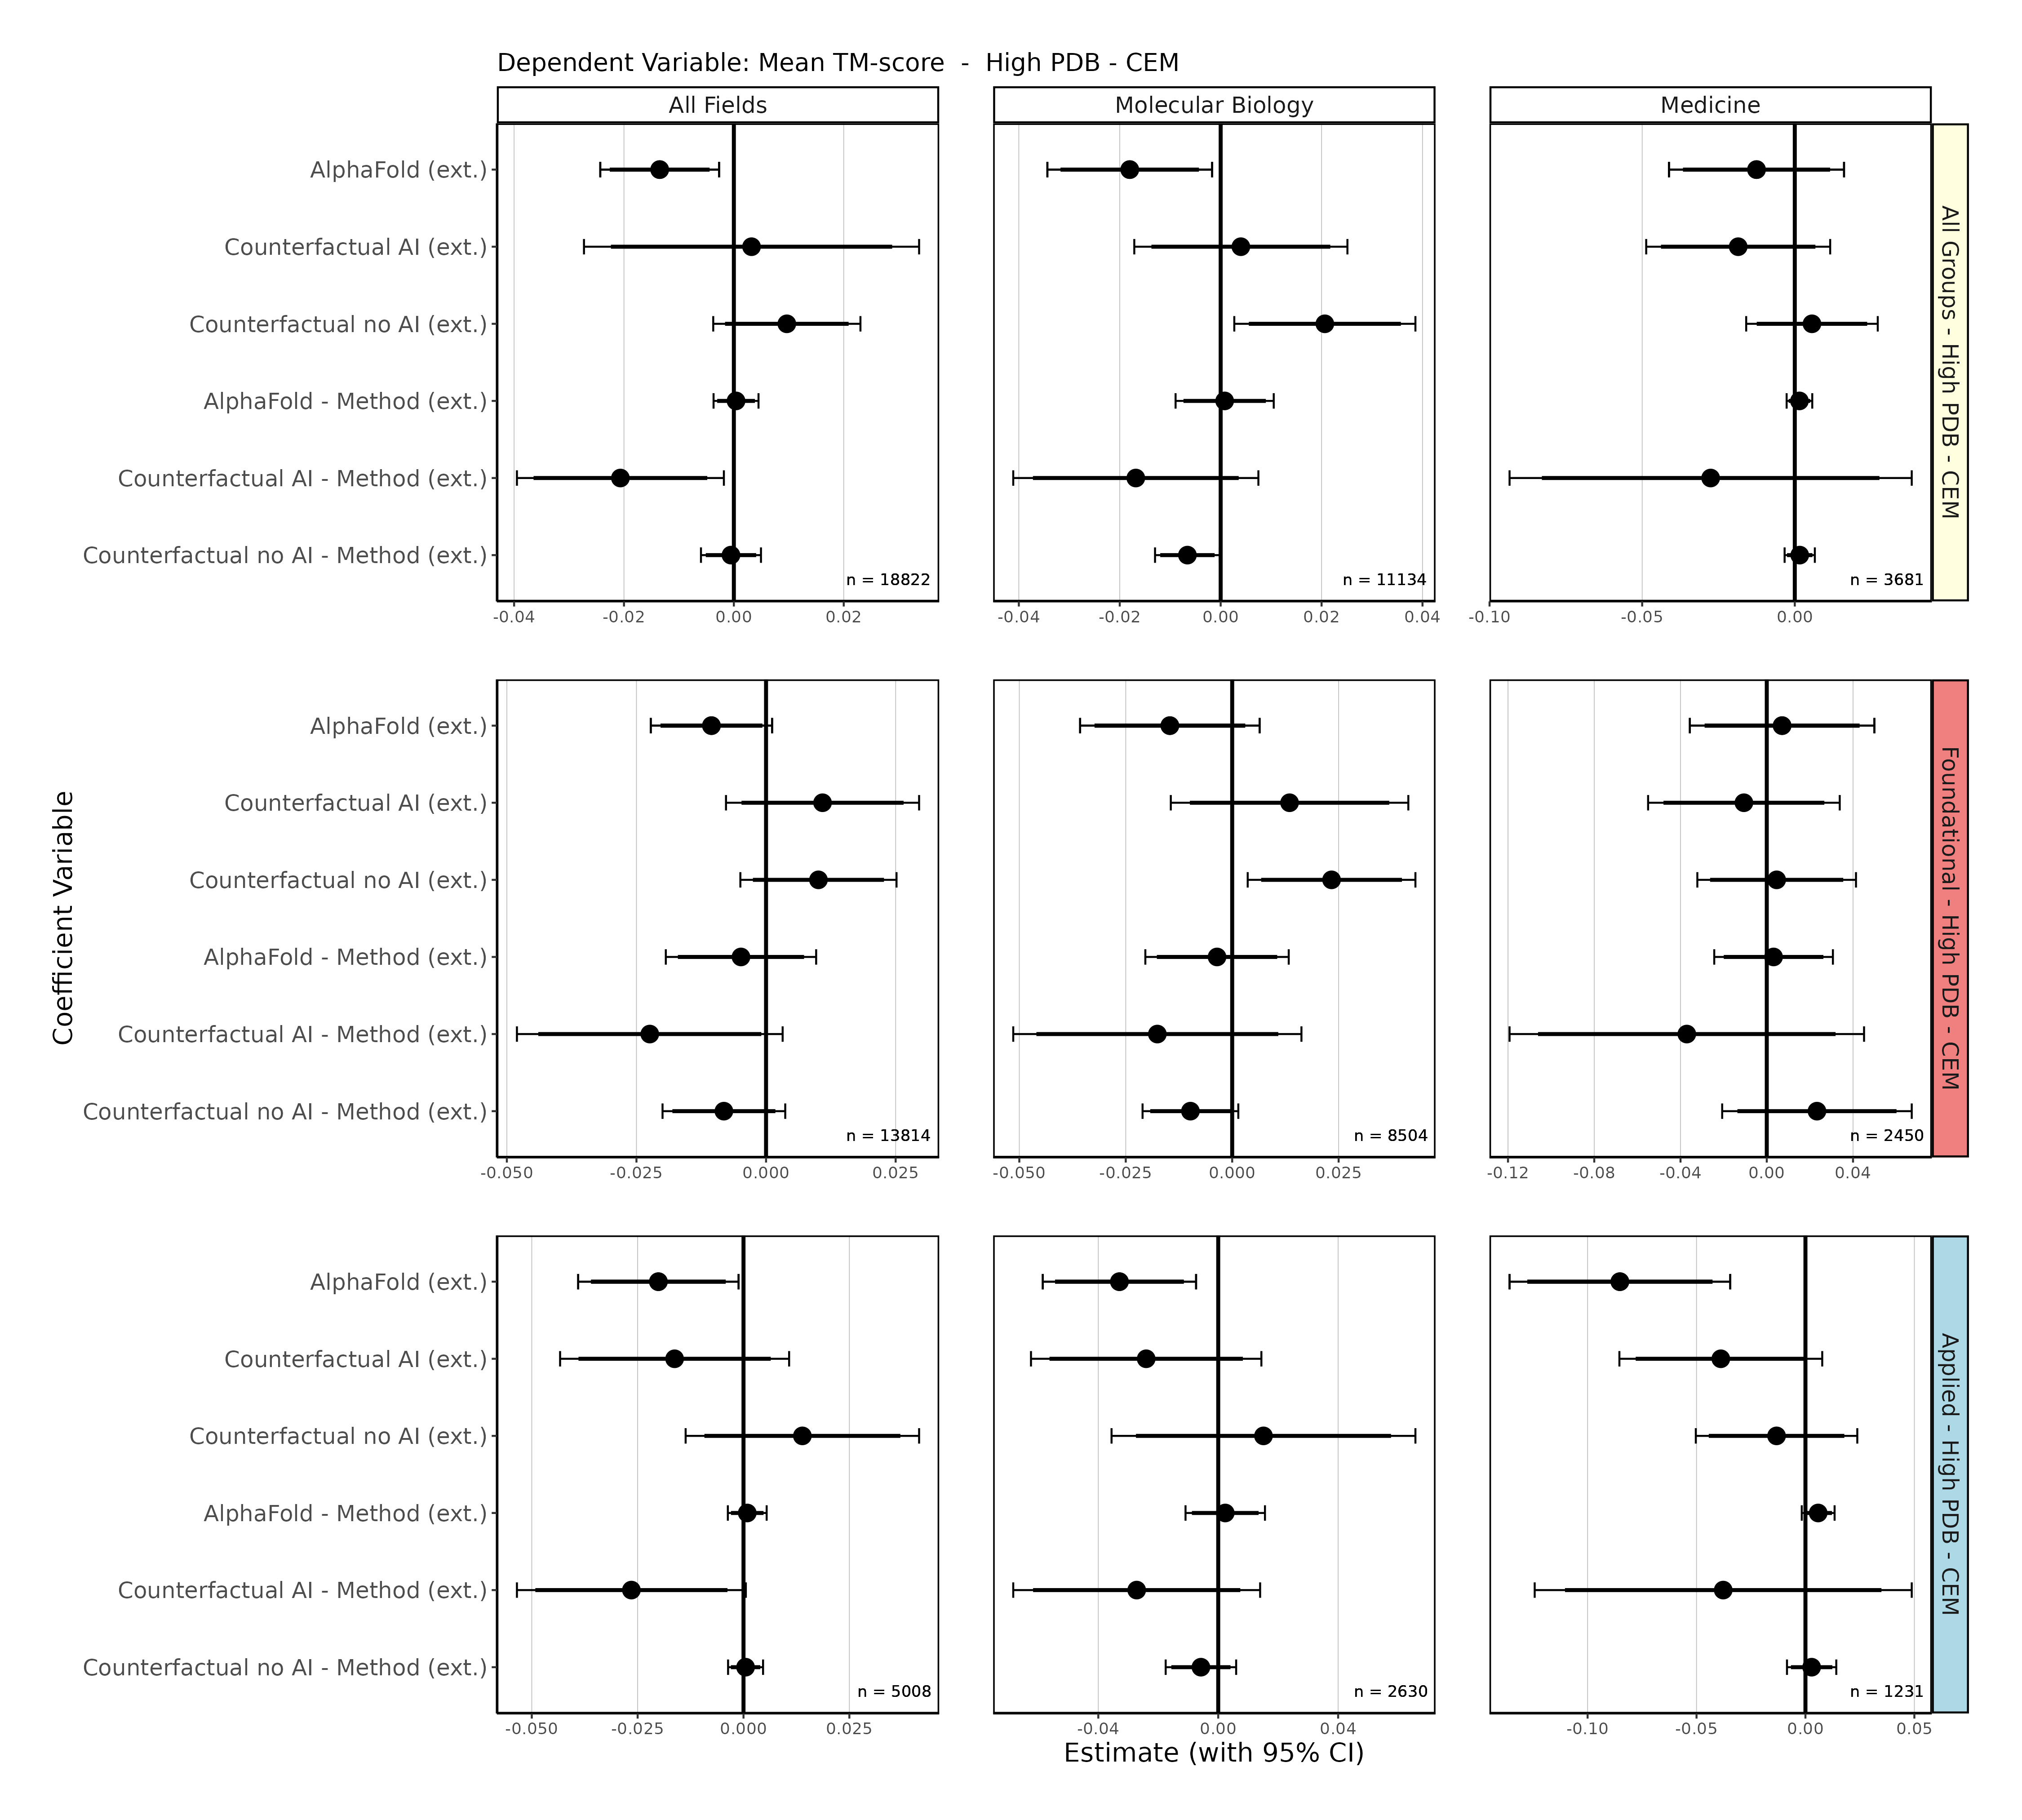 Dependent Variable: Mean TM-score - High PDB - CEM
All Fields
Molecular Biology
Medicine
AlphaFold (ext.)
Counterfactual AI (ext.)
Counterfactual no AI (ext.)
AlphaFold - Method (ext.)
Counterfactual AI - Method (ext.)
Counterfactual no AI - Method (ext.)
n = 18822
n = 11134
n = 3681
All Groups - High PDB - CEM
-0.04 -0.02 0.00 0.02
-0.04 -0.02 0.00 0.02 0.04
-0.10 -0.05 0.00
Coefficient Variable
AlphaFold (ext.)
Counterfactual AI (ext.)
Counterfactual no AI (ext.)
AlphaFold - Method (ext.)
Counterfactual AI - Method (ext.)
Counterfactual no AI - Method (ext.)
n = 13814
n = 8504
n = 2450
Foundational - High PDB - CEM
-0.050 -0.025 0.000 0.025
-0.050 -0.025 0.000 0.025
-0.12 -0.08 -0.04 0.00 0.04
AlphaFold (ext.)
Counterfactual AI (ext.)
Counterfactual no AI (ext.)
AlphaFold - Method (ext.)
Counterfactual AI - Method (ext.)
Counterfactual no AI - Method (ext.)
n = 5008
n = 2630
n = 1231
Applied - High PDB - CEM
-0.050 -0.025 0.000 0.025
-0.04 0.00 0.04
-0.10 -0.05 0.00 0.05
Estimate (with 95% CI)